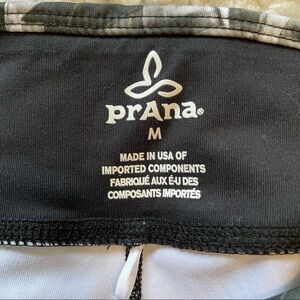 prAna®
M
MADE IN USA OF
IMPORTED COMPONENTS
FABRIQUÉ AUX É-U DES
COMPOSANTS IMPORTÉS